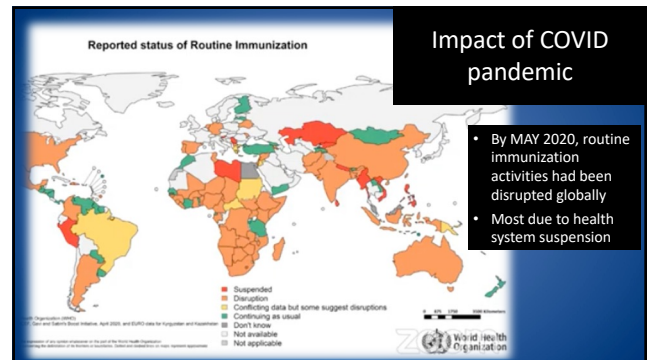 Reported status of Routine Immunization
Impact of COVID
pandemic
• By MAY 2020, routine
immunization
activities had been
disrupted globally
• Most due to health
system suspension
Suspended
Disruption
Conflicting data but some suggest disruptions
Continuing as usual
Don't know
Not available
Not applicable
World Health
Organization
zoom